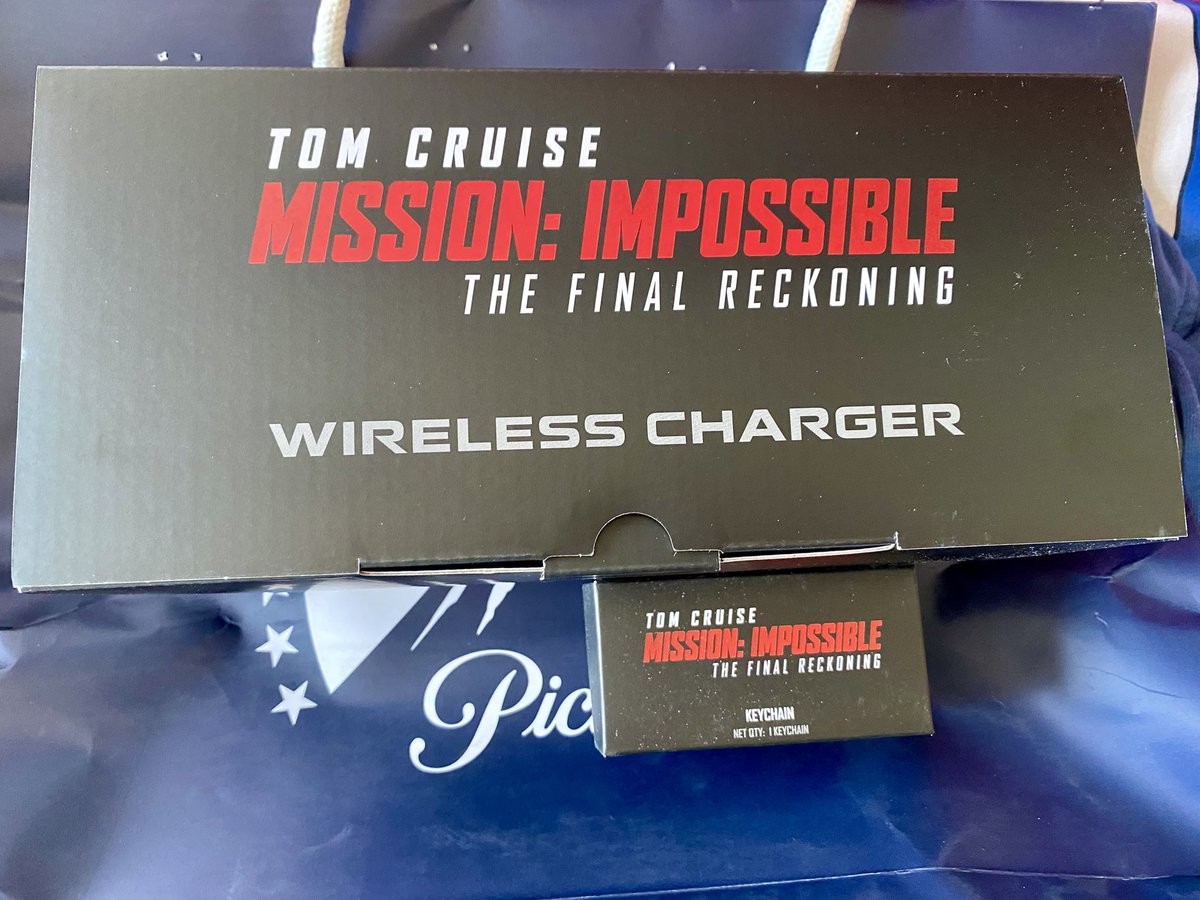 TOM CRUISE
MISSION: IMPOSSIBLE
THE FINAL RECKONING
WIRELESS CHARGER
TOM CRUISE
MISSION: IMPOSSIBLE
THE FINAL RECKONING
KEYCHAIN
NET QTY: 1 KEYCHAIN
Pic